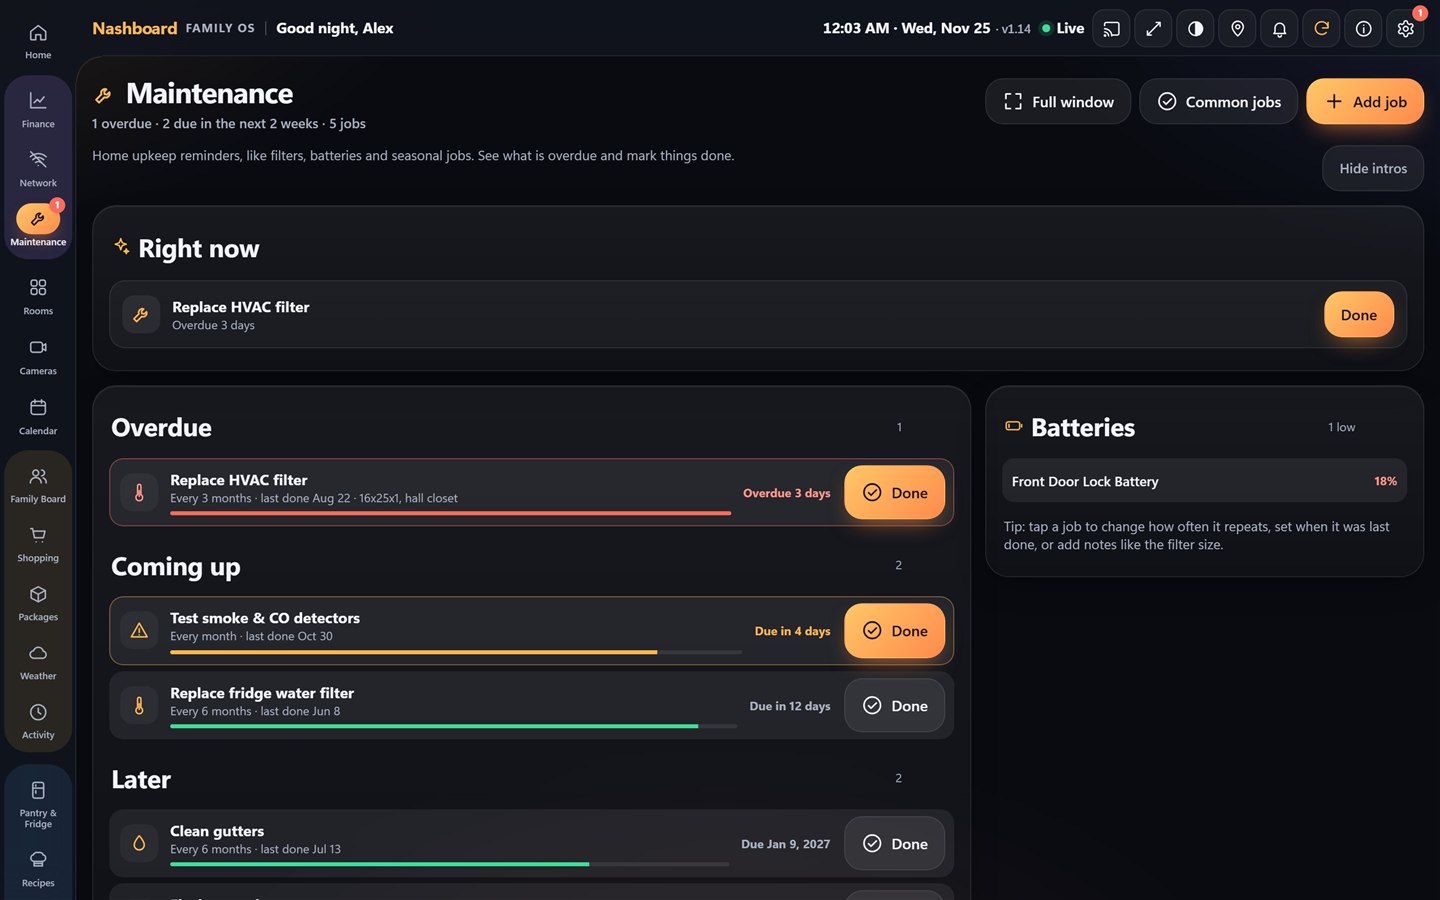 Nashboard FAMILY OS Good night, Alex
12:03 AM · Wed, Nov 25 · v1.14 Live
1
Home
Finance
Network
1
Maintenance
Rooms
Cameras
Calendar
Family Board
Shopping
Packages
Weather
Activity
Pantry &
Fridge
Recipes
Maintenance
1 overdue · 2 due in the next 2 weeks · 5 jobs
Home upkeep reminders, like filters, batteries and seasonal jobs. See what is overdue and mark things done.
Full window
Common jobs
Add job
Hide intros
Right now
Replace HVAC filter
Overdue 3 days
Done
Overdue 1
Replace HVAC filter
Every 3 months · last done Aug 22 · 16x25x1, hall closet
Overdue 3 days
Done
Coming up 2
Test smoke & CO detectors
Every month · last done Oct 30
Due in 4 days
Done
Replace fridge water filter
Every 6 months · last done Jun 8
Due in 12 days
Done
Later 2
Clean gutters
Every 6 months · last done Jul 13
Due Jan 9, 2027
Done
Batteries 1 low
Front Door Lock Battery 18%
Tip: tap a job to change how often it repeats, set when it was last
done, or add notes like the filter size.